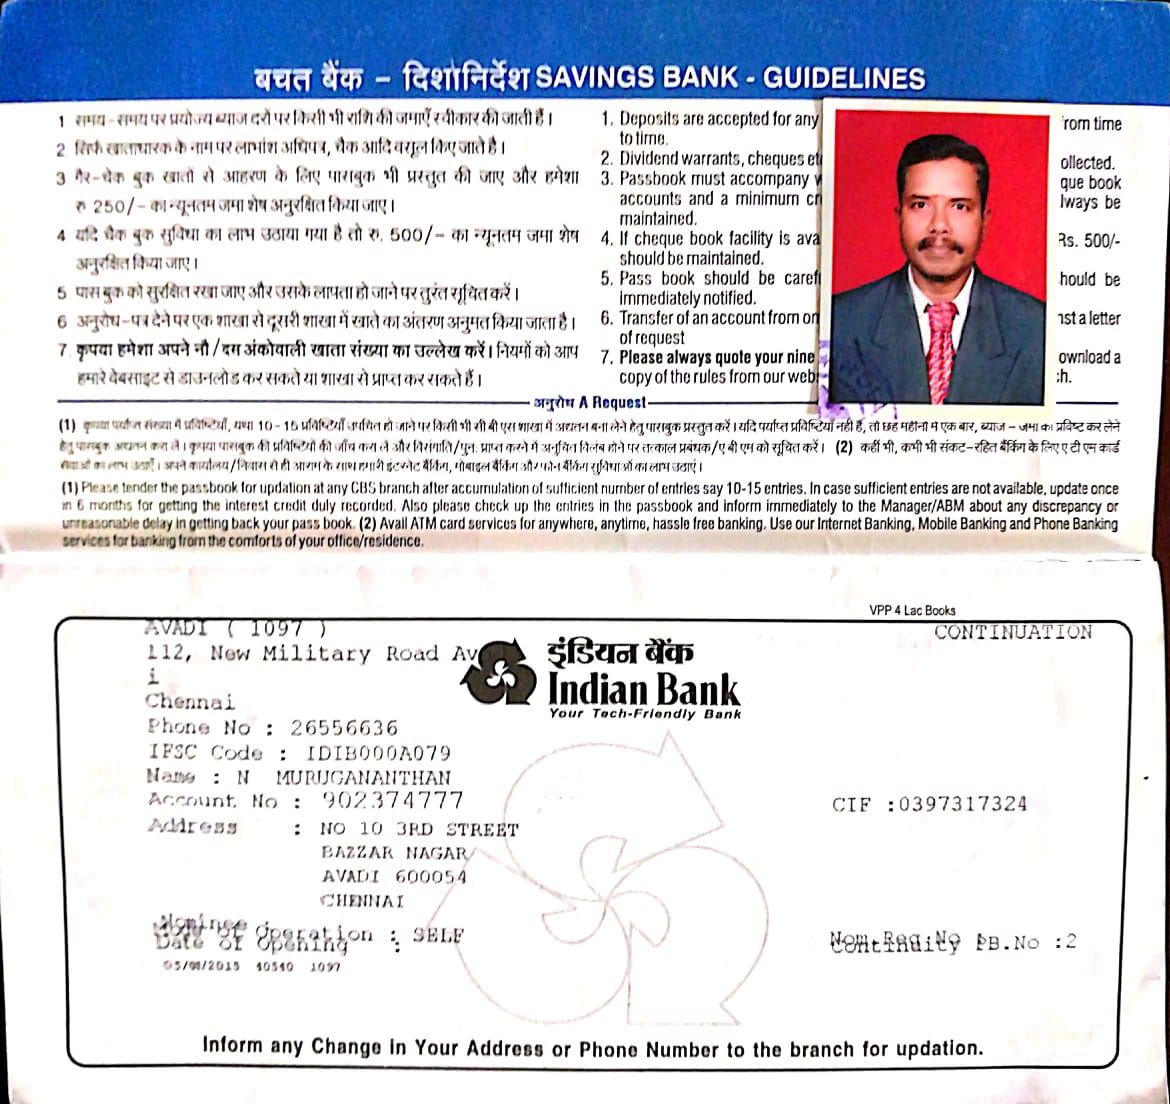 बचत बैंक – दिशानिर्देश SAVINGS BANK - GUIDELINES
1 समय-समय पर प्रयोज्य ब्याज दरों पर किसी भी राशि की जमाएँ स्वीकार की जाती हैं।
2 सिर्फ खाताधारक के नाम पर लाभांश अधिपत्र, चैक आदि वसूल किए जाते है।
3 गैर-चेक बुक खातों से आहरण के लिए पासबुक भी प्रस्तुत की जाए और हमेशा
रु 250/- का न्यूनतम जमा शेष अनुरक्षित किया जाए।
4 यदि चैक बुक सुविधा का लाभ उठाया गया है तो रु. 500/- का न्यूनतम जमा शेष
अनुरक्षित किया जाए।
5 पास बुक को सुरक्षित रखा जाए और उसके लापता हो जाने पर तुरंत सूचित करें।
6 अनुरोध-पत्र देने पर एक शाखा से दूसरी शाखा में खाते का अंतरण अनुमत किया जाता है।
7. कृपया हमेशा अपने नौ/दस अंकोंवाली खाता संख्या का उल्लेख करें। नियमों को आप
हमारे वेबसाइट से डाउनलोड कर सकते या शाखा से प्राप्त कर सकते हैं।
1. Deposits are accepted for any rom time
to time.
2. Dividend warrants, cheques et ollected.
3. Passbook must accompany que book
accounts and a minimum lways be
maintained.
4. If cheque book facility is ava Rs. 500/-
should be maintained.
5. Pass book should be caref hould be
immediately notified.
6. Transfer of an account from on nst a letter
of request
7. Please always quote your nine ownload a
copy of the rules from our web h.
अनुरोध A Request
(1) कृपया पर्याप्त संख्या में प्रविष्टियाँ, यथा 10-15 प्रविष्टियाँ उपचित हो जाने पर किसी भी सी बी एस शाखा में अद्यतन बना लेने हेतु पासबुक प्रस्तुत करें। यदि पर्याप्त प्रविष्टियाँ नहीं हैं, तो छह महीनों में एक बार, ब्याज – जमा का प्रविष्ट कर लेने
हेतु पासबुक अद्यतन करा लें। कृपया पासबुक की प्रविष्टियों की जाँच करा लें और विसंगति/पुनः प्राप्त करने में अनुचित विलंब होने पर तत्काल प्रबंधक/ए बी एम को सूचित करें। (2) कहीं भी, कभी भी संकट-रहित बैंकिंग के लिए ए टी एम कार्ड
सेवाओं का लाभ उठाएँ। अपने कार्यालय/निवास से ही आराम के साथ हमारी इंटरनेट बैंकिंग, मोबाइल बैंकिंग और फोन बैंकिंग सुविधाओं का लाभ उठाएं।
(1) Please tender the passbook for updation at any CBS branch after accumulation of sufficient number of entries say 10-15 entries. In case sufficient entries are not available, update once
in 6 months for getting the interest credit duly recorded. Also please check up the entries in the passbook and inform immediately to the Manager/ABM about any discrepancy or
unreasonable delay in getting back your pass book. (2) Avail ATM card services for anywhere, anytime, hassle free banking. Use our Internet Banking, Mobile Banking and Phone Banking
services for banking from the comforts of your office/residence.
VPP 4 Lac Books
AVADI ( 1097 ) CONTINUATION
112, New Military Road Av
i
इंडियन बैंक
Indian Bank
Your Tech-Friendly Bank
Chennai
Phone No : 26556636
IFSC Code : IDIB000A079
Name : N MURUGANANTHAN
Account No : 902374777 CIF :0397317324
Address : NO 10 3RD STREET
BAZZAR NAGAR
AVADI 600054
CHENNAI
Nominee
Mode of Operation : SELF
Date of Opening :
Nom Reg No
Continuity PB.No :2
/2015 40540 1097
Inform any Change in Your Address or Phone Number to the branch for updation.